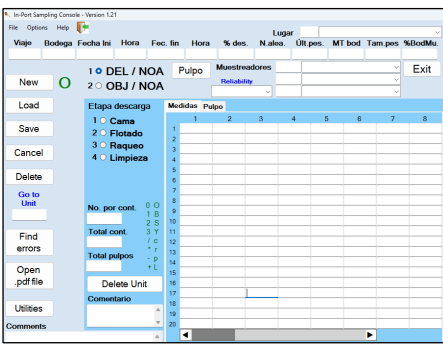 In-Port Sampling Console - Version 1.21
File Options Help
Lugar
Viaje Bodega Fecha Ini Hora Fec. fin Hora % des. N.alea. Últ.pes. MT bod Tam.pes %BodMu.
New O 1 DEL / NOA Pulpo Muestreadores Exit
2 OBJ / NOA Reliability
Load Etapa descarga Medidas Pulpo
1 Cama 1 2 3 4 5 6 7 8
Save 2 Flotado 1
3 Raqueo 2
Cancel 4 Limpieza 3
4
Delete 5
6
Go to 7
Unit 8
No. por cont. 0 O 9
1 B 10
Find Total cont. 2 S 11
errors 3 Y 12
/ c 13
Total pulpos * r 14
Open - p 15
.pdf file + L 16
Delete Unit 17
Utilities Comentario 18
19
Comments 20